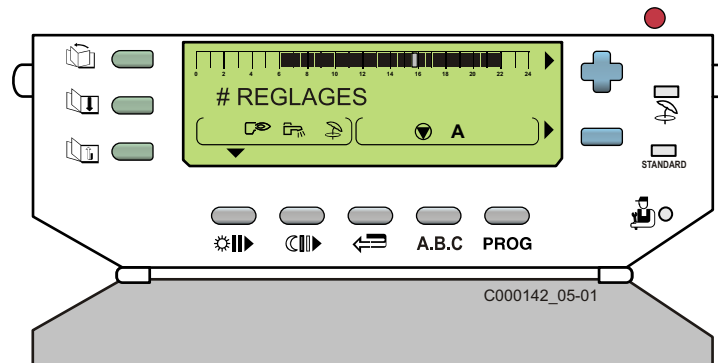 0 2 4 6 8 10 12 14 16 18 20 22 24
# REGLAGES
A
STANDARD
A.B.C PROG
C000142_05-01